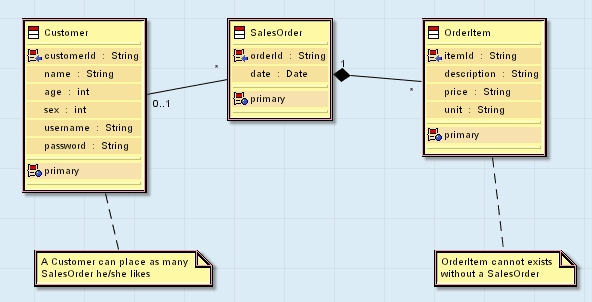 Customer
customerId : String
name : String
age : int
sex : int
username : String
password : String
primary
0..1
*
SalesOrder
orderId : String
date : Date
primary
1
*
OrderItem
itemId : String
description : String
price : String
unit : String
primary
A Customer can place as many
SalesOrder he/she likes
OrderItem cannot exists
without a SalesOrder